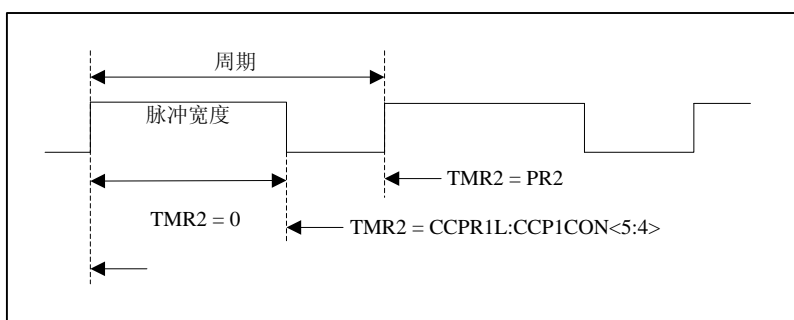 周期
脉冲宽度
TMR2 = PR2
TMR2 = 0
TMR2 = CCPR1L:CCP1CON<5:4>